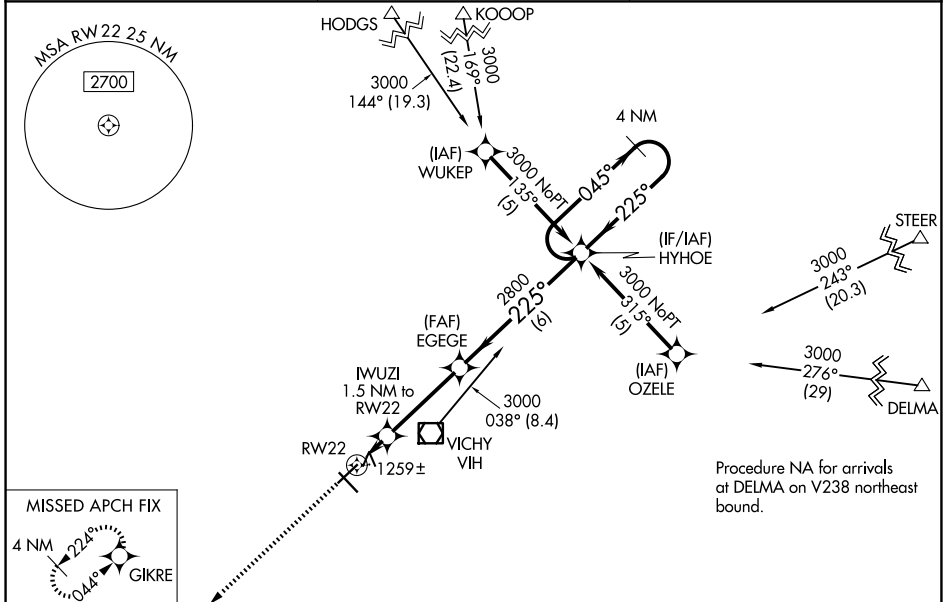 MSA RW22 25 NM
2700
HODGS
KOOOP
3000
169°
(22.4)
3000
144° (19.3)
4 NM
(IAF)
WUKEP
3000 NoPT
135°
(5)
045°
225°
(IF/IAF)
HYHOE
STEER
3000
243°
(20.3)
2800
225°
(6)
3000 NoPT
315°
(5)
(FAF)
EGEGE
(IAF)
OZELE
3000
276°
(29)
DELMA
IWUZI
1.5 NM to
RW22
3000
038° (8.4)
VICHY
VIH
RW22
1259±
Procedure NA for arrivals
at DELMA on V238 northeast
bound.
MISSED APCH FIX
4 NM
224°
044°
GIKRE